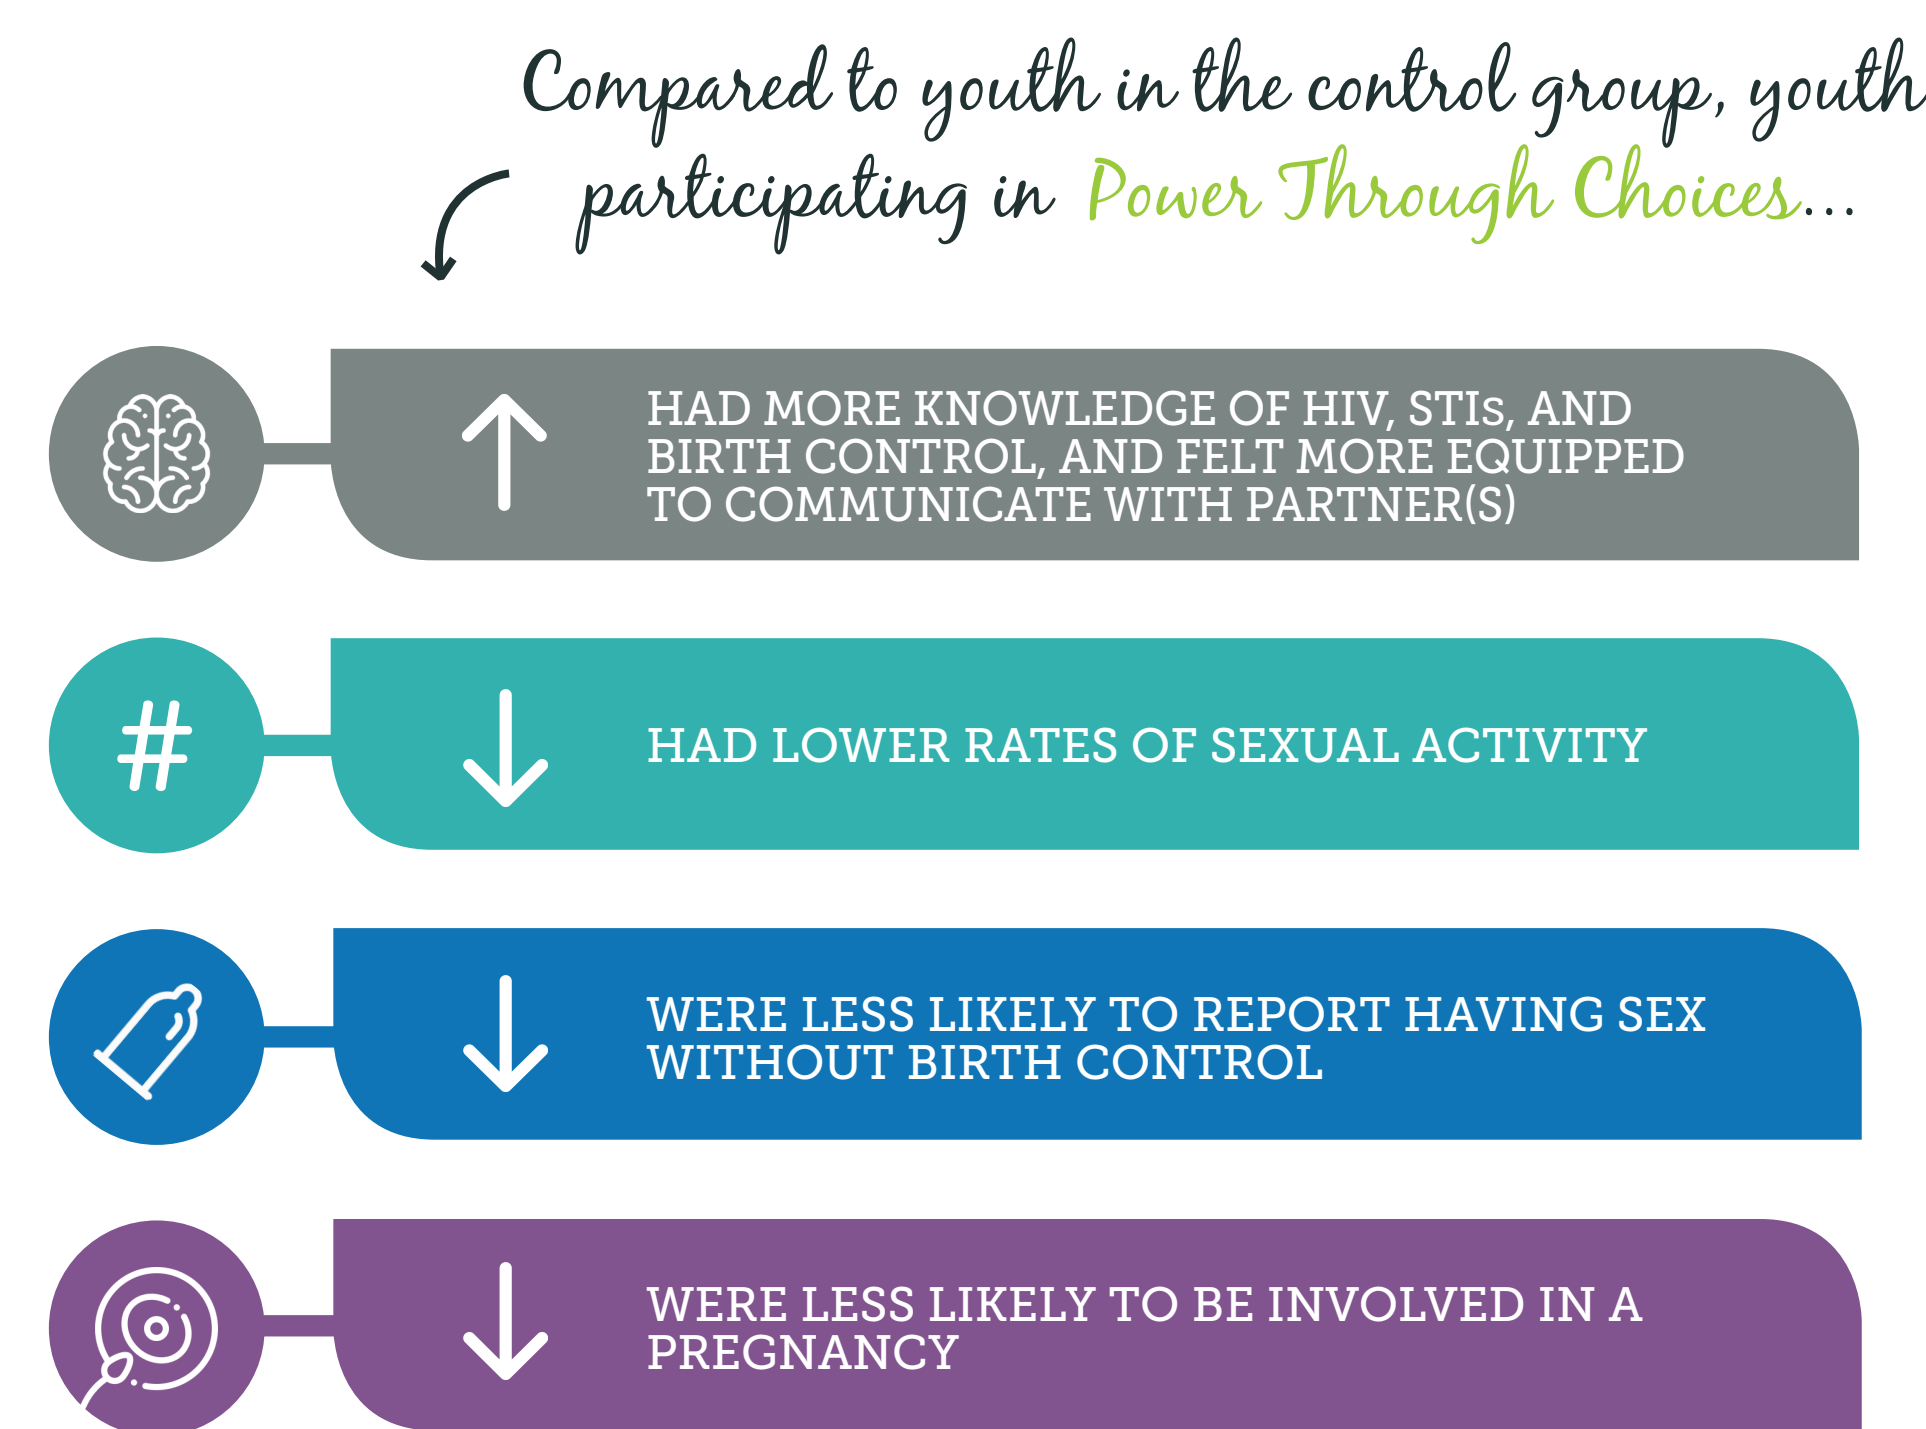 Compared to youth in the control group, youth
participating in Power Through Choices...
HAD MORE KNOWLEDGE OF HIV, STIs, AND
BIRTH CONTROL, AND FELT MORE EQUIPPED
TO COMMUNICATE WITH PARTNER(S)
#
HAD LOWER RATES OF SEXUAL ACTIVITY
WERE LESS LIKELY TO REPORT HAVING SEX
WITHOUT BIRTH CONTROL
WERE LESS LIKELY TO BE INVOLVED IN A
PREGNANCY